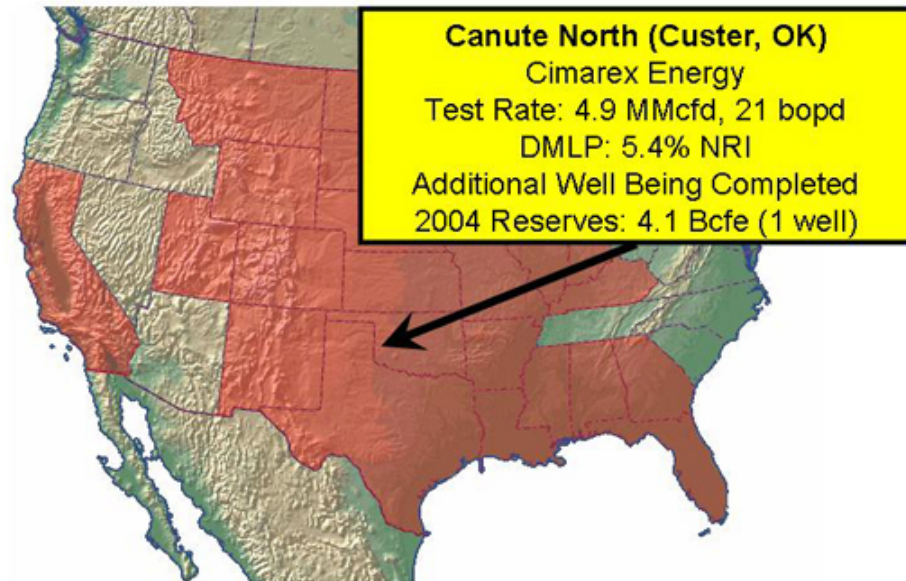 Canute North (Custer, OK)
Cimarex Energy
Test Rate: 4.9 MMcfd, 21 bopd
DMLP: 5.4% NRI
Additional Well Being Completed
2004 Reserves: 4.1 Bcfe (1 well)